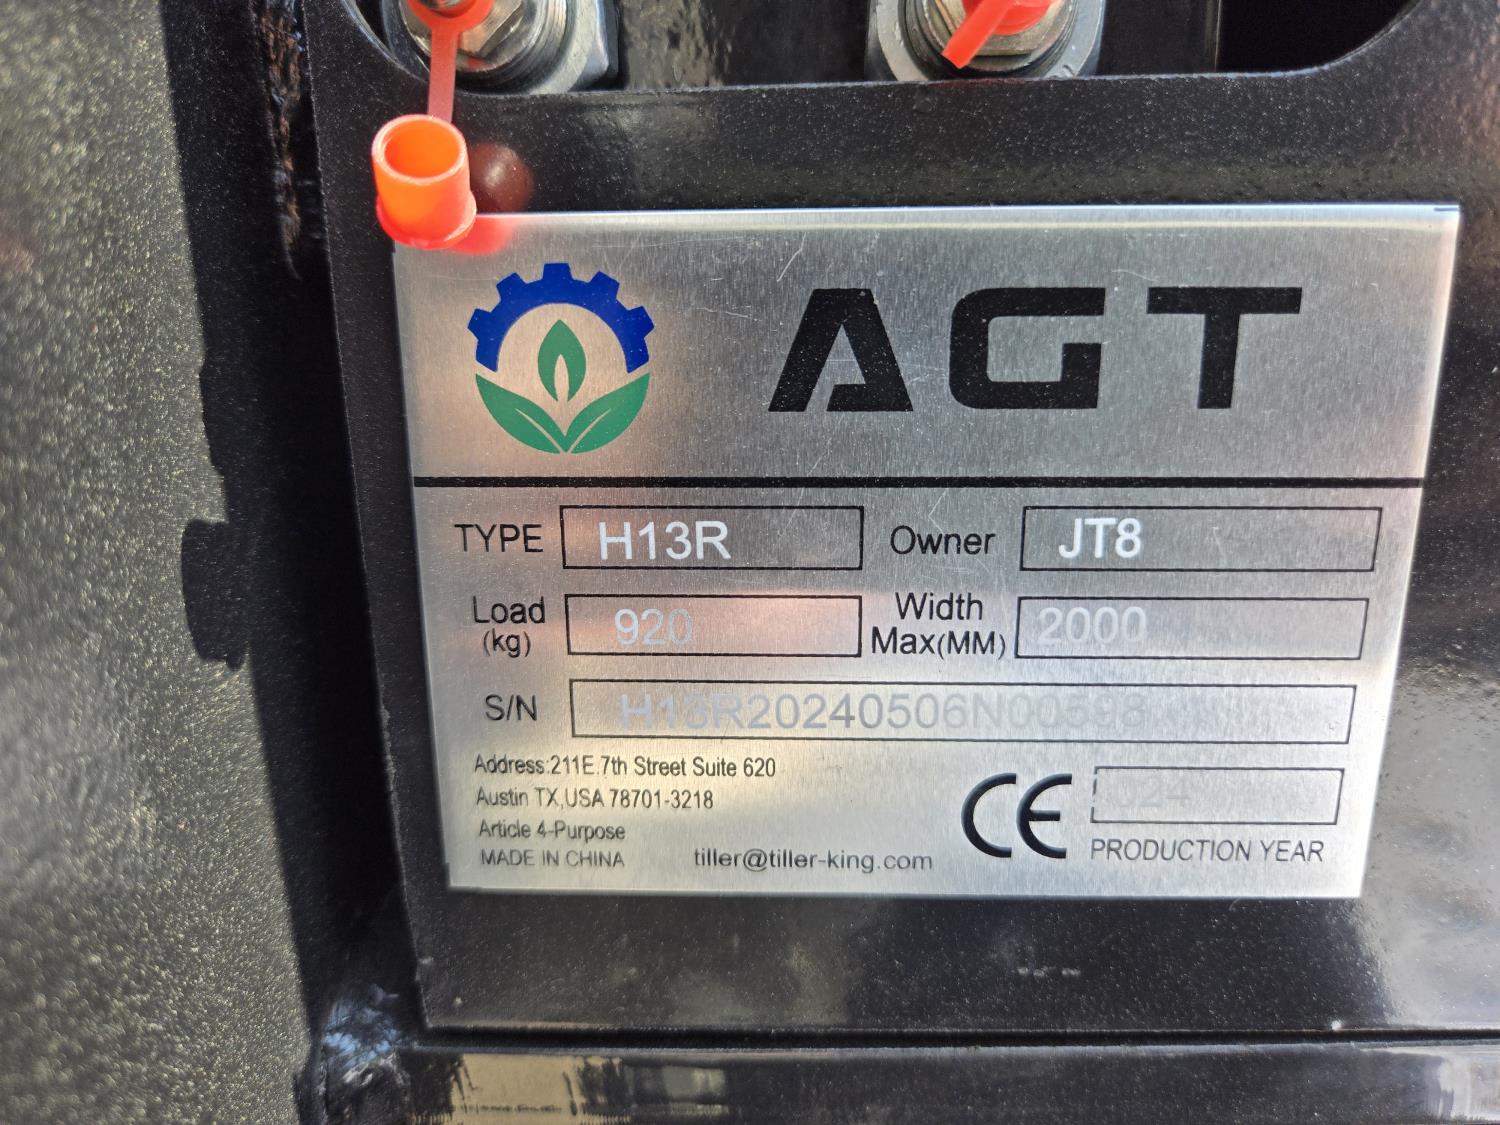 AGT
TYPE H13R Owner JT8
Load (kg) 920 Width Max(MM) 2000
S/N H13R20240506N00598
Address:211E.7th Street Suite 620
Austin TX,USA 78701-3218
Article 4-Purpose
MADE IN CHINA tiller@tiller-king.com
CE
PRODUCTION YEAR